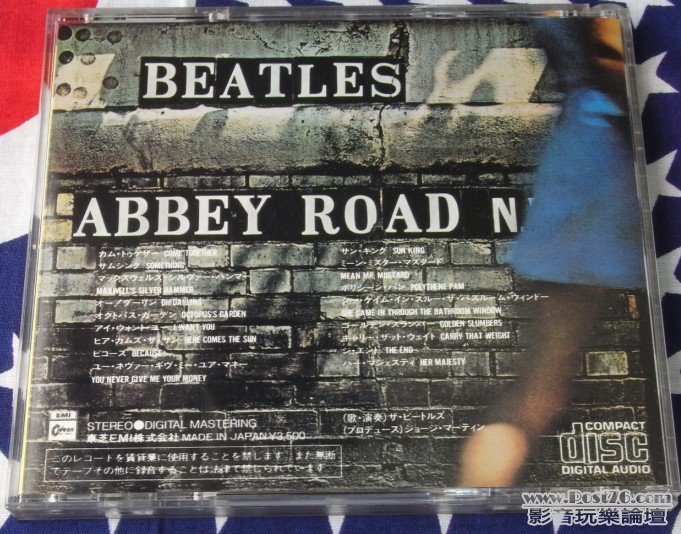 BEATLES
ABBEY ROAD N
カム・トゥゲザー COME TOGETHER
サムシング SOMETHING
マックスウェルズ・シルヴァー・ハンマー
MAXWELL'S SILVER HAMMER
オー!ダーリン OH!DARLING
オクトパス・ガーデン OCTOPUS'S GARDEN
アイ・ウォント・ユー I WANT YOU
ヒア・カムズ・ザ・サン HERE COMES THE SUN
ビコーズ BECAUSE
ユー・ネヴァー・ギヴ・ミー・ユア・マネー
YOU NEVER GIVE ME YOUR MONEY
サン・キング SUN KING
ミーン・ミスター・マスタード
MEAN MR. MUSTARD
ポリシーン・パン POLYTHENE PAM
シー・ケイム・イン・スルー・ザ・バスルーム・ウィンドー
SHE CAME IN THROUGH THE BATHROOM WINDOW
ゴールデン・スランバー GOLDEN SLUMBERS
キャリー・ザット・ウェイト CARRY THAT WEIGHT
ジ・エンド THE END
ハー・マジェスティ HER MAJESTY
EMI
Odeon
STEREO●DIGITAL MASTERING
東芝EMI株式会社 MADE IN JAPAN ¥3,500
(歌・演奏)ザ・ビートルズ
(プロデュース)ジョージ・マーティン
このレコードを賃貸業に使用することを禁じます。また無断
でテープその他に録音することは法律で禁じられています。
COMPACT
disc
DIGITAL AUDIO
www.Post76.com
影音玩樂論壇